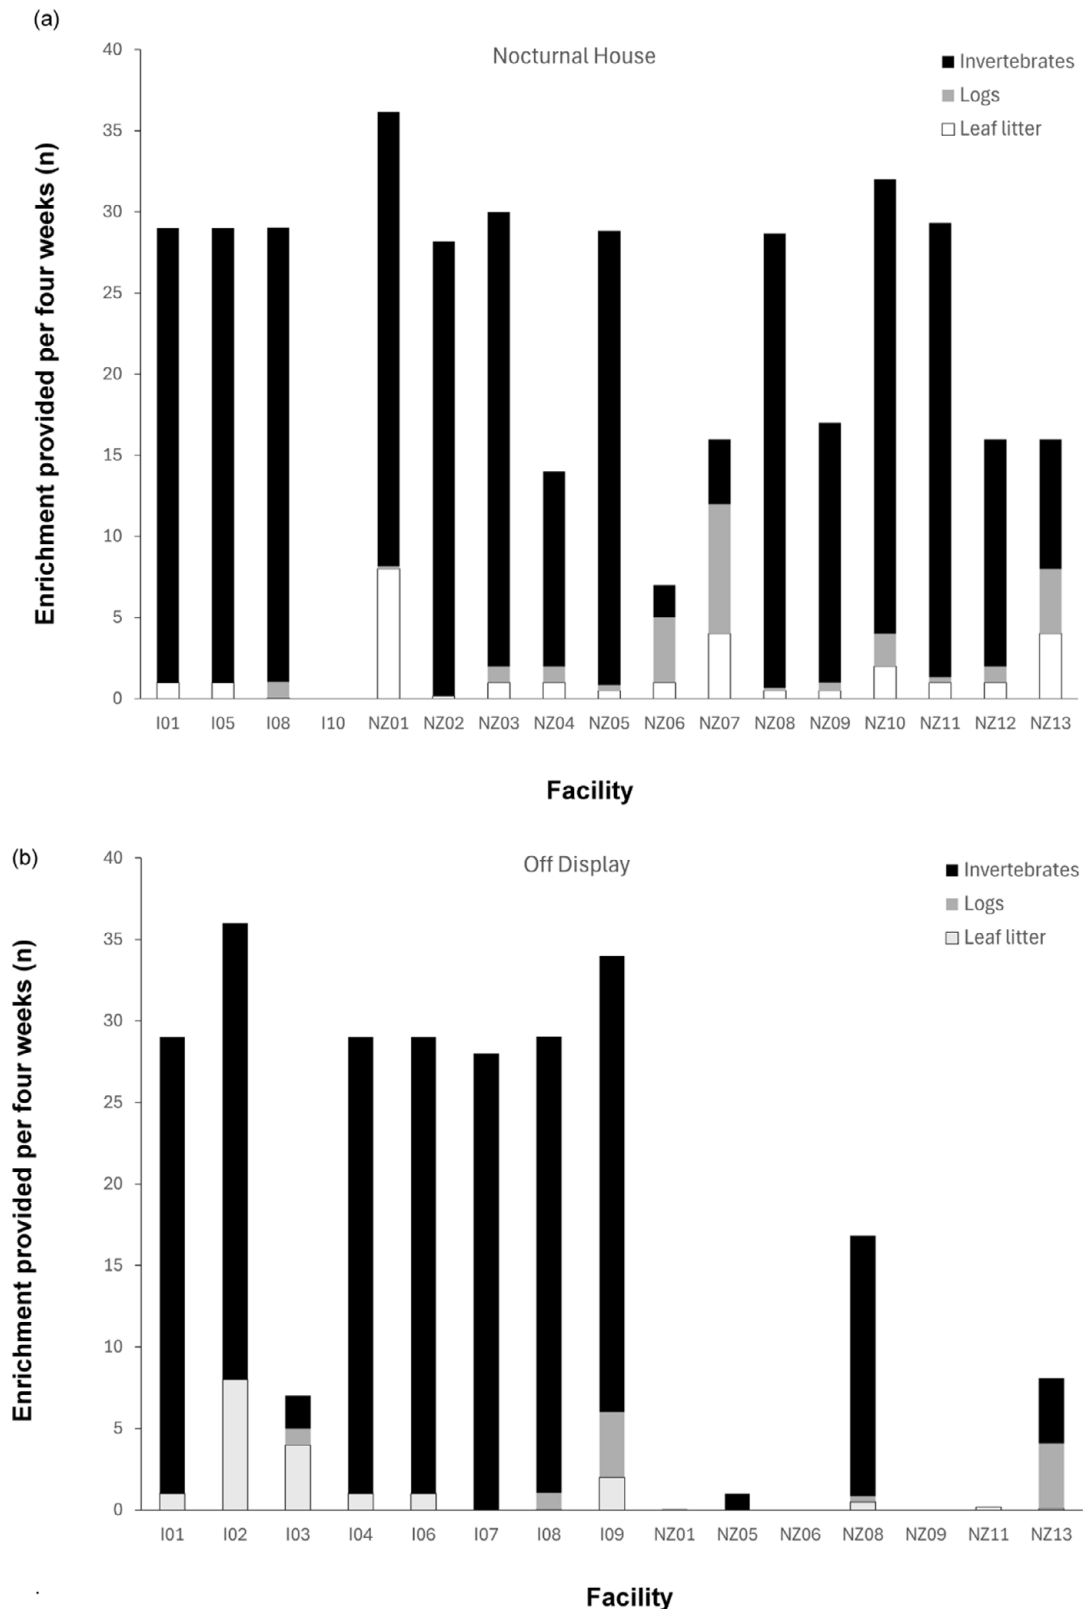 (a)
Nocturnal House
Invertebrates
Logs
Leaf litter
Enrichment provided per four weeks (n)
40
35
30
25
20
15
10
5
0
I01 I05 I08 I10 NZ01 NZ02 NZ03 NZ04 NZ05 NZ06 NZ07 NZ08 NZ09 NZ10 NZ11 NZ12 NZ13
Facility
(b)
Off Display
Invertebrates
Logs
Leaf litter
Enrichment provided per four weeks (n)
40
35
30
25
20
15
10
5
0
I01 I02 I03 I04 I06 I07 I08 I09 NZ01 NZ05 NZ06 NZ08 NZ09 NZ11 NZ13
Facility
.